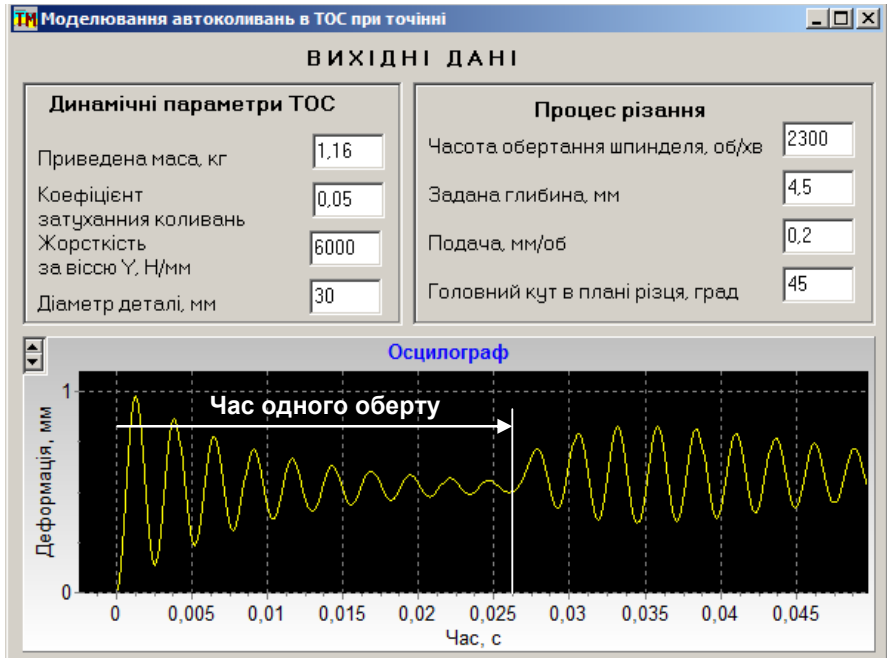 Моделювання автоколивань в ТОС при точінні
ВИХІДНІ ДАНІ
Динамічні параметри ТОС
Приведена маса, кг
1,16
Коефіцієнт
затуханния коливань
0,05
Жорсткість
за віссю Y, Н/мм
6000
Діаметр деталі, мм
30
Процес різання
Часота обертання шпинделя, об/хв
2300
Задана глибина, мм
4,5
Подача, мм/об
0,2
Головний кут в плані різця, град
45
Осцилограф
Час одного оберту
Деформація, мм
1
0
0 0,005 0,01 0,015 0,02 0,025 0,03 0,035 0,04 0,045
Час, с